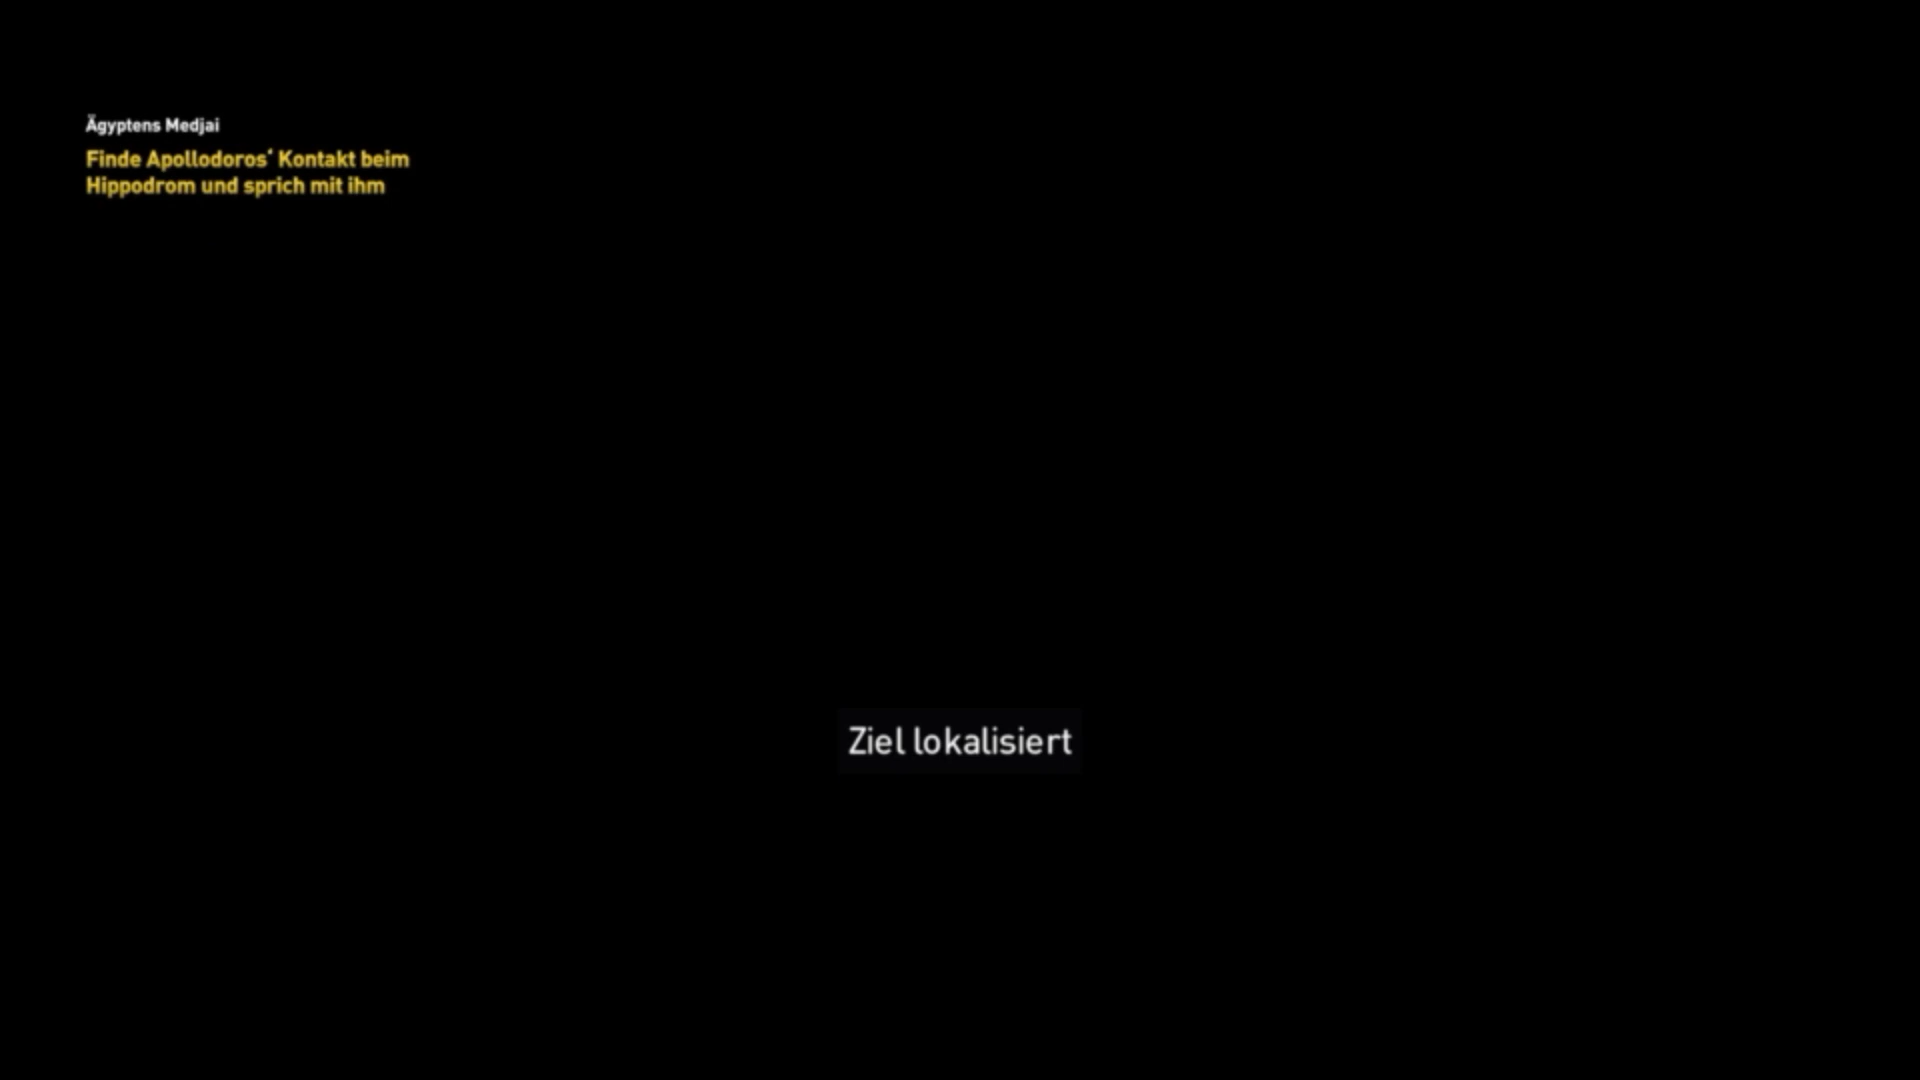 Ägyptens Medjai
Finde Apollodoros‘ Kontakt beim
Hippodrom und sprich mit ihm
Ziel lokalisiert